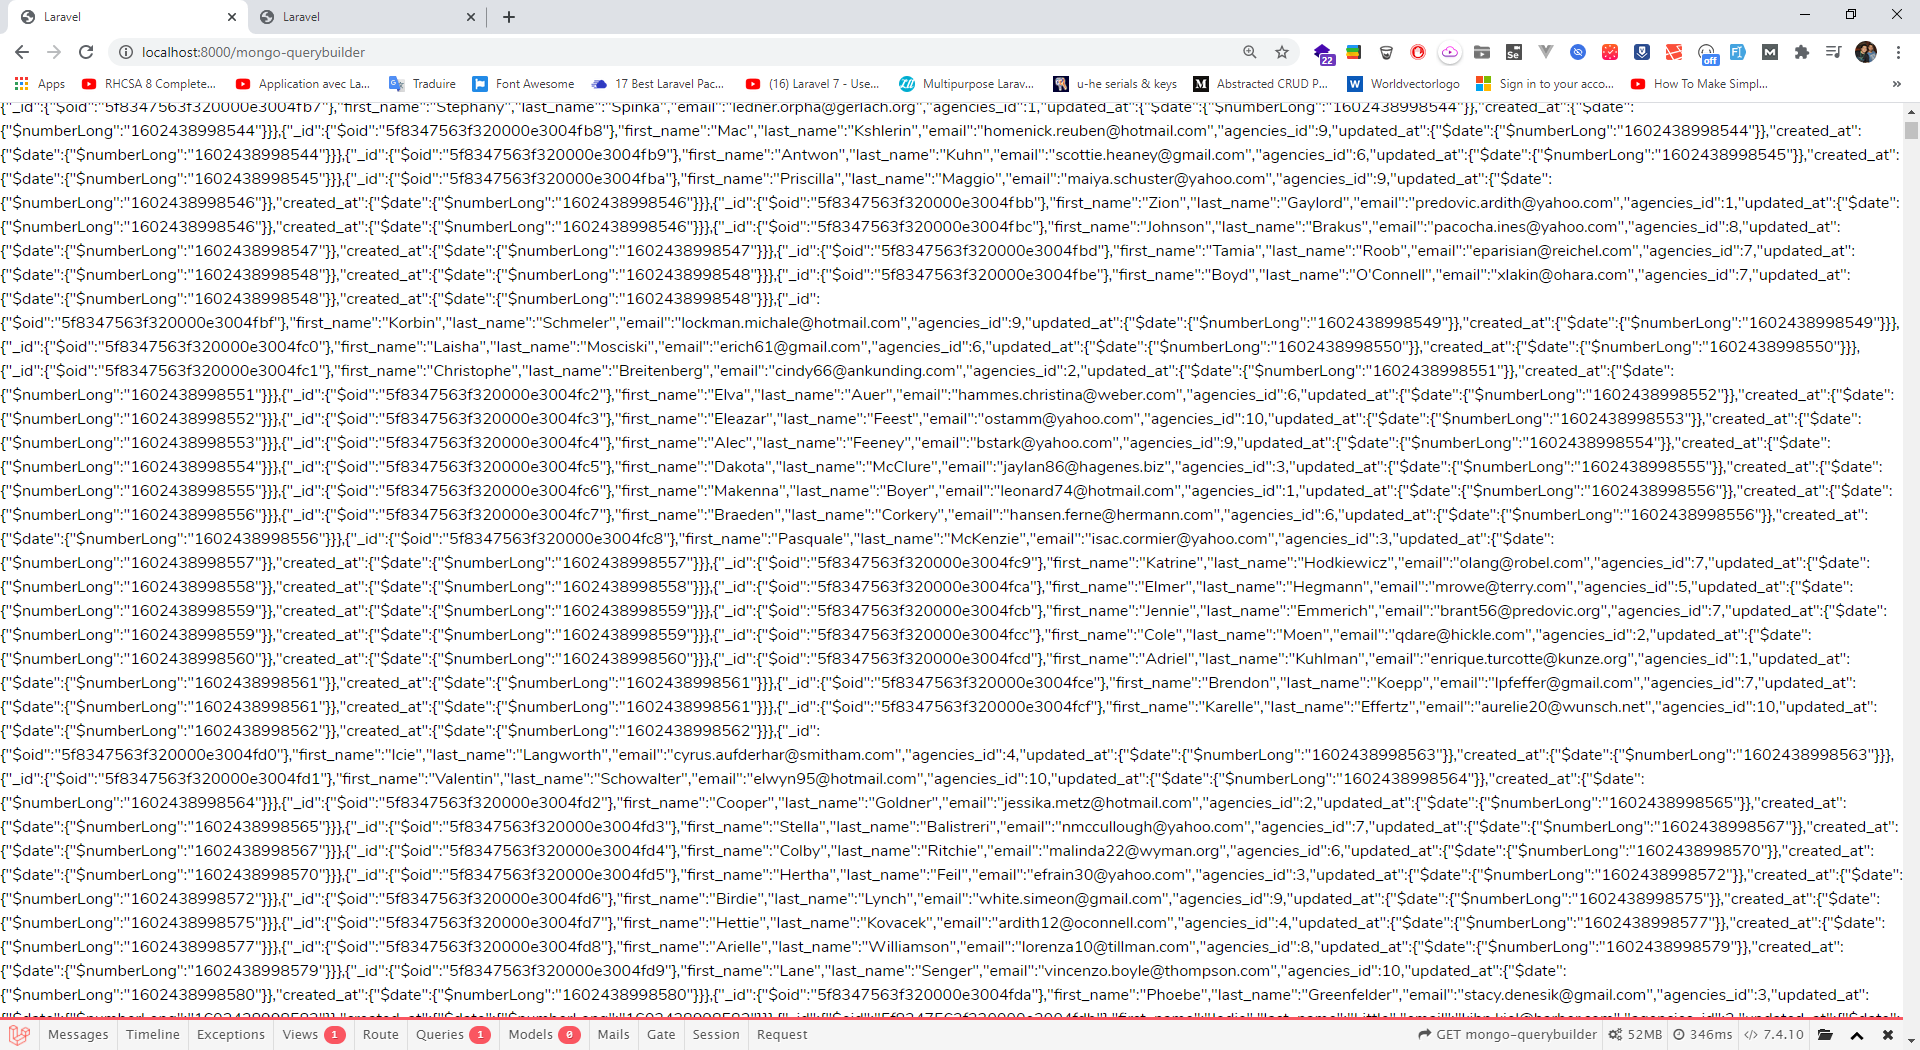 Laravel
Laravel
localhost:8000/mongo-querybuilder
22
Se
off
M
Apps
RHCSA 8 Complete...
Application avec La...
Traduire
Font Awesome
17 Best Laravel Pac...
(16) Laravel 7 - Use...
Multipurpose Larav...
u-he serials & keys
Abstracted CRUD P...
Worldvectorlogo
Sign in to your acco...
How To Make Simpl...
»
{"_id":{"$oid":"5f8347563f320000e3004fb7"},"first_name":"Stephany","last_name":"Spinka","email":"ledner.orpha@gerlach.org","agencies_id":1,"updated_at":{"$date":{"$numberLong":"1602438998544"}},"created_at":{"$date":
{"$numberLong":"1602438998544"}}},{"_id":{"$oid":"5f8347563f320000e3004fb8"},"first_name":"Mac","last_name":"Kshlerin","email":"homenick.reuben@hotmail.com","agencies_id":9,"updated_at":{"$date":{"$numberLong":"1602438998544"}},"created_at":
{"$date":{"$numberLong":"1602438998544"}}},{"_id":{"$oid":"5f8347563f320000e3004fb9"},"first_name":"Antwon","last_name":"Kuhn","email":"scottie.heaney@gmail.com","agencies_id":6,"updated_at":{"$date":{"$numberLong":"1602438998545"}},"created_at":
{"$date":{"$numberLong":"1602438998545"}}},{"_id":{"$oid":"5f8347563f320000e3004fba"},"first_name":"Priscilla","last_name":"Maggio","email":"maiya.schuster@yahoo.com","agencies_id":9,"updated_at":{"$date":
{"$numberLong":"1602438998546"}},"created_at":{"$date":{"$numberLong":"1602438998546"}}},{"_id":{"$oid":"5f8347563f320000e3004fbb"},"first_name":"Zion","last_name":"Gaylord","email":"predovic.ardith@yahoo.com","agencies_id":1,"updated_at":{"$date":
{"$numberLong":"1602438998546"}},"created_at":{"$date":{"$numberLong":"1602438998546"}}},{"_id":{"$oid":"5f8347563f320000e3004fbc"},"first_name":"Johnson","last_name":"Brakus","email":"pacocha.ines@yahoo.com","agencies_id":8,"updated_at":
{"$date":{"$numberLong":"1602438998547"}},"created_at":{"$date":{"$numberLong":"1602438998547"}}},{"_id":{"$oid":"5f8347563f320000e3004fbd"},"first_name":"Tamia","last_name":"Roob","email":"eparisian@reichel.com","agencies_id":7,"updated_at":
{"$date":{"$numberLong":"1602438998548"}},"created_at":{"$date":{"$numberLong":"1602438998548"}}},{"_id":{"$oid":"5f8347563f320000e3004fbe"},"first_name":"Boyd","last_name":"O'Connell","email":"xlakin@ohara.com","agencies_id":7,"updated_at":
{"$date":{"$numberLong":"1602438998548"}},"created_at":{"$date":{"$numberLong":"1602438998548"}}},{"_id":
{"$oid":"5f8347563f320000e3004fbf"},"first_name":"Korbin","last_name":"Schmeler","email":"lockman.michale@hotmail.com","agencies_id":9,"updated_at":{"$date":{"$numberLong":"1602438998549"}},"created_at":{"$date":{"$numberLong":"1602438998549"}}},
{"_id":{"$oid":"5f8347563f320000e3004fc0"},"first_name":"Laisha","last_name":"Mosciski","email":"erich61@gmail.com","agencies_id":6,"updated_at":{"$date":{"$numberLong":"1602438998550"}},"created_at":{"$date":{"$numberLong":"1602438998550"}}},
{"_id":{"$oid":"5f8347563f320000e3004fc1"},"first_name":"Christophe","last_name":"Breitenberg","email":"cindy66@ankunding.com","agencies_id":2,"updated_at":{"$date":{"$numberLong":"1602438998551"}},"created_at":{"$date":
{"$numberLong":"1602438998551"}}},{"_id":{"$oid":"5f8347563f320000e3004fc2"},"first_name":"Elva","last_name":"Auer","email":"hammes.christina@weber.com","agencies_id":6,"updated_at":{"$date":{"$numberLong":"1602438998552"}},"created_at":{"$date":
{"$numberLong":"1602438998552"}}},{"_id":{"$oid":"5f8347563f320000e3004fc3"},"first_name":"Eleazar","last_name":"Feest","email":"ostamm@yahoo.com","agencies_id":10,"updated_at":{"$date":{"$numberLong":"1602438998553"}},"created_at":{"$date":
{"$numberLong":"1602438998553"}}},{"_id":{"$oid":"5f8347563f320000e3004fc4"},"first_name":"Alec","last_name":"Feeney","email":"bstark@yahoo.com","agencies_id":9,"updated_at":{"$date":{"$numberLong":"1602438998554"}},"created_at":{"$date":
{"$numberLong":"1602438998554"}}},{"_id":{"$oid":"5f8347563f320000e3004fc5"},"first_name":"Dakota","last_name":"McClure","email":"jaylan86@hagenes.biz","agencies_id":3,"updated_at":{"$date":{"$numberLong":"1602438998555"}},"created_at":{"$date":
{"$numberLong":"1602438998555"}}},{"_id":{"$oid":"5f8347563f320000e3004fc6"},"first_name":"Makenna","last_name":"Boyer","email":"leonard74@hotmail.com","agencies_id":1,"updated_at":{"$date":{"$numberLong":"1602438998556"}},"created_at":{"$date":
{"$numberLong":"1602438998556"}}},{"_id":{"$oid":"5f8347563f320000e3004fc7"},"first_name":"Braeden","last_name":"Corkery","email":"hansen.ferne@hermann.com","agencies_id":6,"updated_at":{"$date":{"$numberLong":"1602438998556"}},"created_at":
{"$date":{"$numberLong":"1602438998556"}}},{"_id":{"$oid":"5f8347563f320000e3004fc8"},"first_name":"Pasquale","last_name":"McKenzie","email":"isac.cormier@yahoo.com","agencies_id":3,"updated_at":{"$date":
{"$numberLong":"1602438998557"}},"created_at":{"$date":{"$numberLong":"1602438998557"}}},{"_id":{"$oid":"5f8347563f320000e3004fc9"},"first_name":"Katrine","last_name":"Hodkiewicz","email":"olang@robel.com","agencies_id":7,"updated_at":{"$date":
{"$numberLong":"1602438998558"}},"created_at":{"$date":{"$numberLong":"1602438998558"}}},{"_id":{"$oid":"5f8347563f320000e3004fca"},"first_name":"Elmer","last_name":"Hegmann","email":"mrowe@terry.com","agencies_id":5,"updated_at":{"$date":
{"$numberLong":"1602438998559"}},"created_at":{"$date":{"$numberLong":"1602438998559"}}},{"_id":{"$oid":"5f8347563f320000e3004fcb"},"first_name":"Jennie","last_name":"Emmerich","email":"brant56@predovic.org","agencies_id":7,"updated_at":{"$date":
{"$numberLong":"1602438998559"}},"created_at":{"$date":{"$numberLong":"1602438998559"}}},{"_id":{"$oid":"5f8347563f320000e3004fcc"},"first_name":"Cole","last_name":"Moen","email":"qdare@hickle.com","agencies_id":2,"updated_at":{"$date":
{"$numberLong":"1602438998560"}},"created_at":{"$date":{"$numberLong":"1602438998560"}}},{"_id":{"$oid":"5f8347563f320000e3004fcd"},"first_name":"Adriel","last_name":"Kuhlman","email":"enrique.turcotte@kunze.org","agencies_id":1,"updated_at":
{"$date":{"$numberLong":"1602438998561"}},"created_at":{"$date":{"$numberLong":"1602438998561"}}},{"_id":{"$oid":"5f8347563f320000e3004fce"},"first_name":"Brendon","last_name":"Koepp","email":"lpfeffer@gmail.com","agencies_id":7,"updated_at":
{"$date":{"$numberLong":"1602438998561"}},"created_at":{"$date":{"$numberLong":"1602438998561"}}},{"_id":{"$oid":"5f8347563f320000e3004fcf"},"first_name":"Karelle","last_name":"Effertz","email":"aurelie20@wunsch.net","agencies_id":10,"updated_at":
{"$date":{"$numberLong":"1602438998562"}},"created_at":{"$date":{"$numberLong":"1602438998562"}}},{"_id":
{"$oid":"5f8347563f320000e3004fd0"},"first_name":"Icie","last_name":"Langworth","email":"cyrus.aufderhar@smitham.com","agencies_id":4,"updated_at":{"$date":{"$numberLong":"1602438998563"}},"created_at":{"$date":{"$numberLong":"1602438998563"}}},
{"_id":{"$oid":"5f8347563f320000e3004fd1"},"first_name":"Valentin","last_name":"Schowalter","email":"elwyn95@hotmail.com","agencies_id":10,"updated_at":{"$date":{"$numberLong":"1602438998564"}},"created_at":{"$date":
{"$numberLong":"1602438998564"}}},{"_id":{"$oid":"5f8347563f320000e3004fd2"},"first_name":"Cooper","last_name":"Goldner","email":"jessika.metz@hotmail.com","agencies_id":2,"updated_at":{"$date":{"$numberLong":"1602438998565"}},"created_at":
{"$date":{"$numberLong":"1602438998565"}}},{"_id":{"$oid":"5f8347563f320000e3004fd3"},"first_name":"Stella","last_name":"Balistreri","email":"nmccullough@yahoo.com","agencies_id":7,"updated_at":{"$date":{"$numberLong":"1602438998567"}},"created_at":
{"$date":{"$numberLong":"1602438998567"}}},{"_id":{"$oid":"5f8347563f320000e3004fd4"},"first_name":"Colby","last_name":"Ritchie","email":"malinda22@wyman.org","agencies_id":6,"updated_at":{"$date":{"$numberLong":"1602438998570"}},"created_at":
{"$date":{"$numberLong":"1602438998570"}}},{"_id":{"$oid":"5f8347563f320000e3004fd5"},"first_name":"Hertha","last_name":"Feil","email":"efrain30@yahoo.com","agencies_id":3,"updated_at":{"$date":{"$numberLong":"1602438998572"}},"created_at":{"$date":
{"$numberLong":"1602438998572"}}},{"_id":{"$oid":"5f8347563f320000e3004fd6"},"first_name":"Birdie","last_name":"Lynch","email":"white.simeon@gmail.com","agencies_id":9,"updated_at":{"$date":{"$numberLong":"1602438998575"}},"created_at":{"$date":
{"$numberLong":"1602438998575"}}},{"_id":{"$oid":"5f8347563f320000e3004fd7"},"first_name":"Hettie","last_name":"Kovacek","email":"ardith12@oconnell.com","agencies_id":4,"updated_at":{"$date":{"$numberLong":"1602438998577"}},"created_at":{"$date":
{"$numberLong":"1602438998577"}}},{"_id":{"$oid":"5f8347563f320000e3004fd8"},"first_name":"Arielle","last_name":"Williamson","email":"lorenza10@tillman.com","agencies_id":8,"updated_at":{"$date":{"$numberLong":"1602438998579"}},"created_at":
{"$date":{"$numberLong":"1602438998579"}}},{"_id":{"$oid":"5f8347563f320000e3004fd9"},"first_name":"Lane","last_name":"Senger","email":"vincenzo.boyle@thompson.com","agencies_id":10,"updated_at":{"$date":
{"$numberLong":"1602438998580"}},"created_at":{"$date":{"$numberLong":"1602438998580"}}},{"_id":{"$oid":"5f8347563f320000e3004fda"},"first_name":"Phoebe","last_name":"Greenfelder","email":"stacy.denesik@gmail.com","agencies_id":3,"updated_at":
Messages
Timeline
Exceptions
Views 1
Route
Queries 1
Models 0
Mails
Gate
Session
Request
GET mongo-querybuilder
52MB
346ms
7.4.10